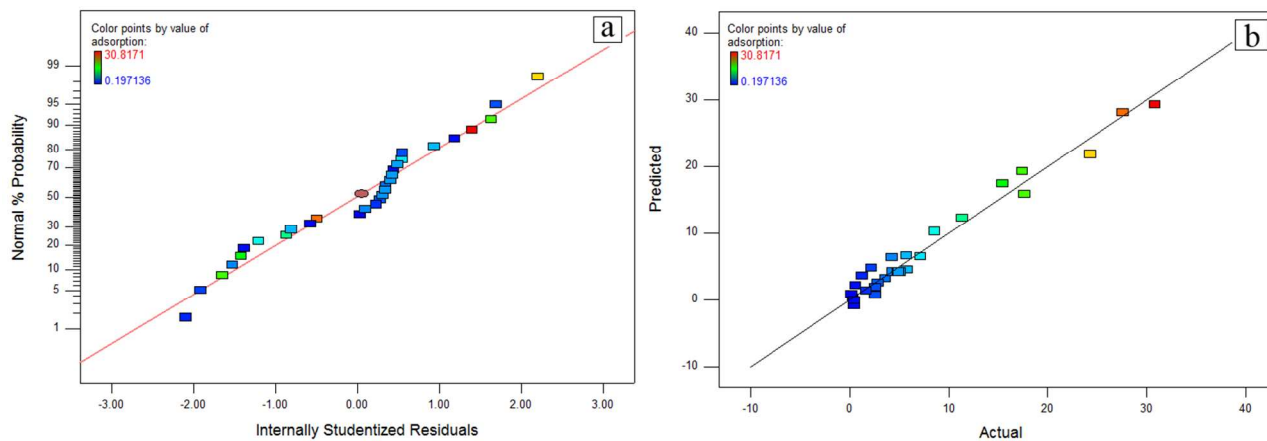 a
Color points by value of
adsorption:
30.8171
0.197136
Normal % Probability
99
95
90
80
70
50
30
20
10
5
1
-3.00 -2.00 -1.00 0.00 1.00 2.00 3.00
Internally Studentized Residuals
b
Color points by value of
adsorption:
30.8171
0.197136
Predicted
40
30
20
10
0
-10
-10 0 10 20 30 40
Actual